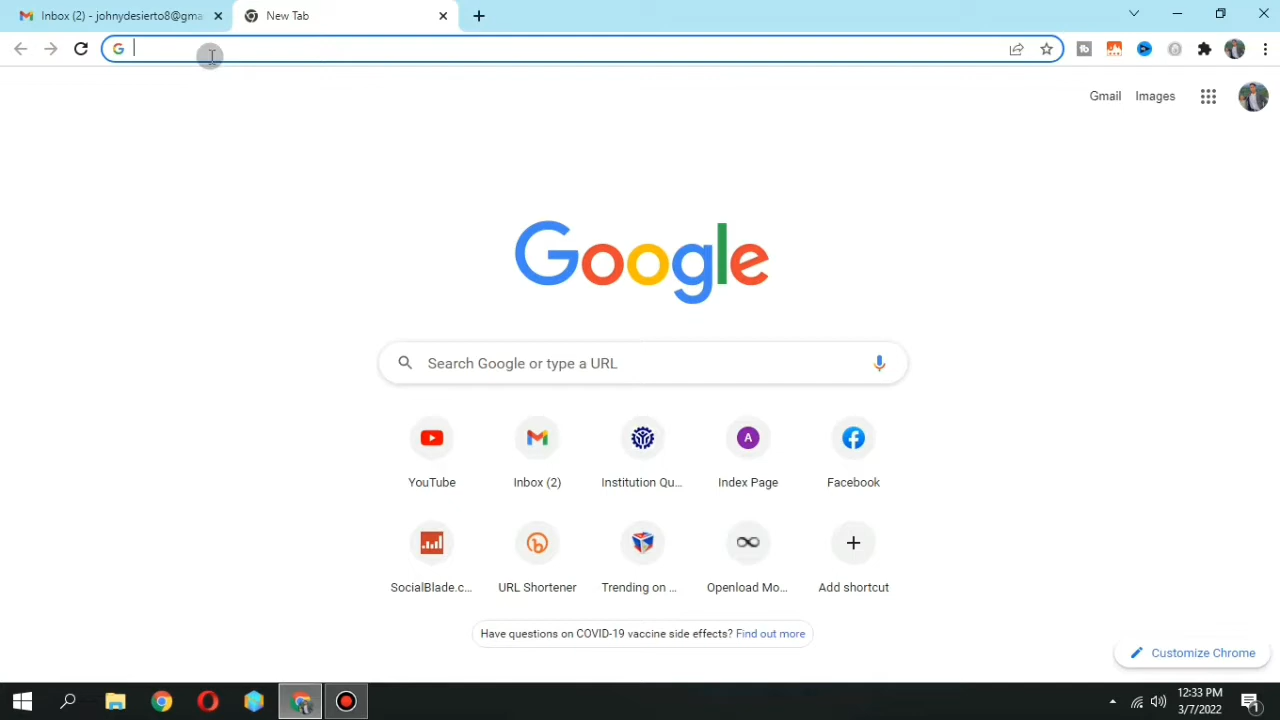 Inbox (2) - johnydesierto8@gma
New Tab
Gmail
Images
Google
Search Google or type a URL
YouTube
Inbox (2)
Institution Qu...
Index Page
Facebook
SocialBlade.c...
URL Shortener
Trending on ...
Openload Mo...
Add shortcut
Have questions on COVID-19 vaccine side effects? Find out more
Customize Chrome
12:33 PM
3/7/2022